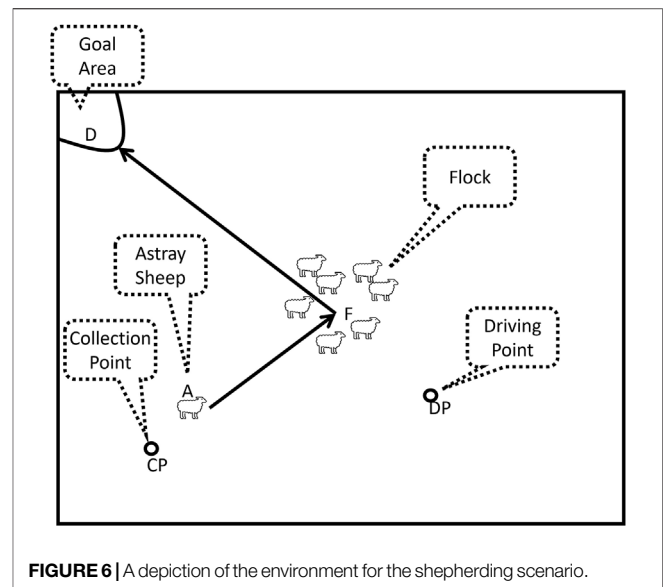 Goal
Area
D
Flock
Astray
Sheep
F
Driving
Point
Collection
Point
A
DP
CP
FIGURE 6 | A depiction of the environment for the shepherding scenario.